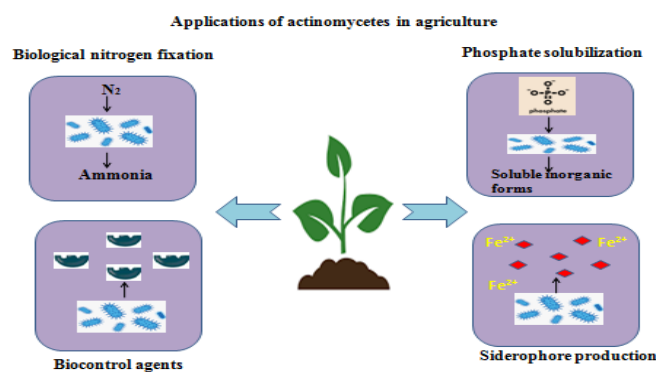 Applications of actinomycetes in agriculture
Biological nitrogen fixation
N₂
Ammonia
Biocontrol agents
Phosphate solubilization
⁻O P O⁻
O⁻
O
phosphate
Soluble inorganic
forms
Fe²⁺
Fe²⁺
Fe²⁺
Siderophore production